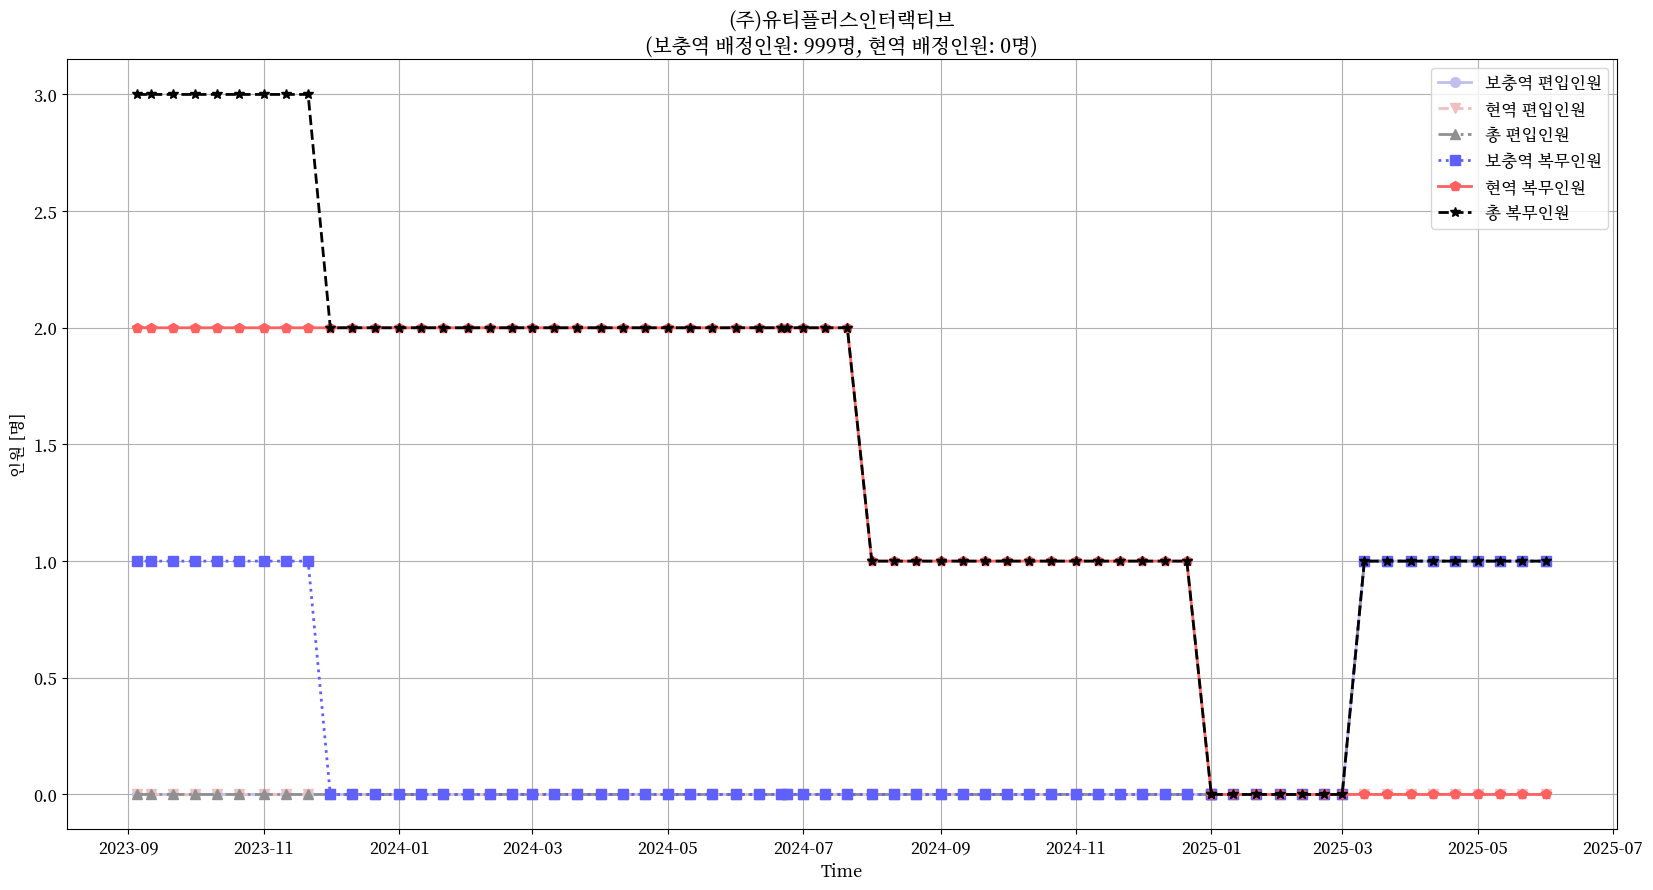 (주)유티플러스인터랙티브
(보충역 배정인원: 999명, 현역 배정인원: 0명)
보충역 편입인원
현역 편입인원
총 편입인원
보충역 복무인원
현역 복무인원
총 복무인원
인원 [명]
3.0
2.5
2.0
1.5
1.0
0.5
0.0
2023-09 2023-11 2024-01 2024-03 2024-05 2024-07 2024-09 2024-11 2025-01 2025-03 2025-05 2025-07
Time